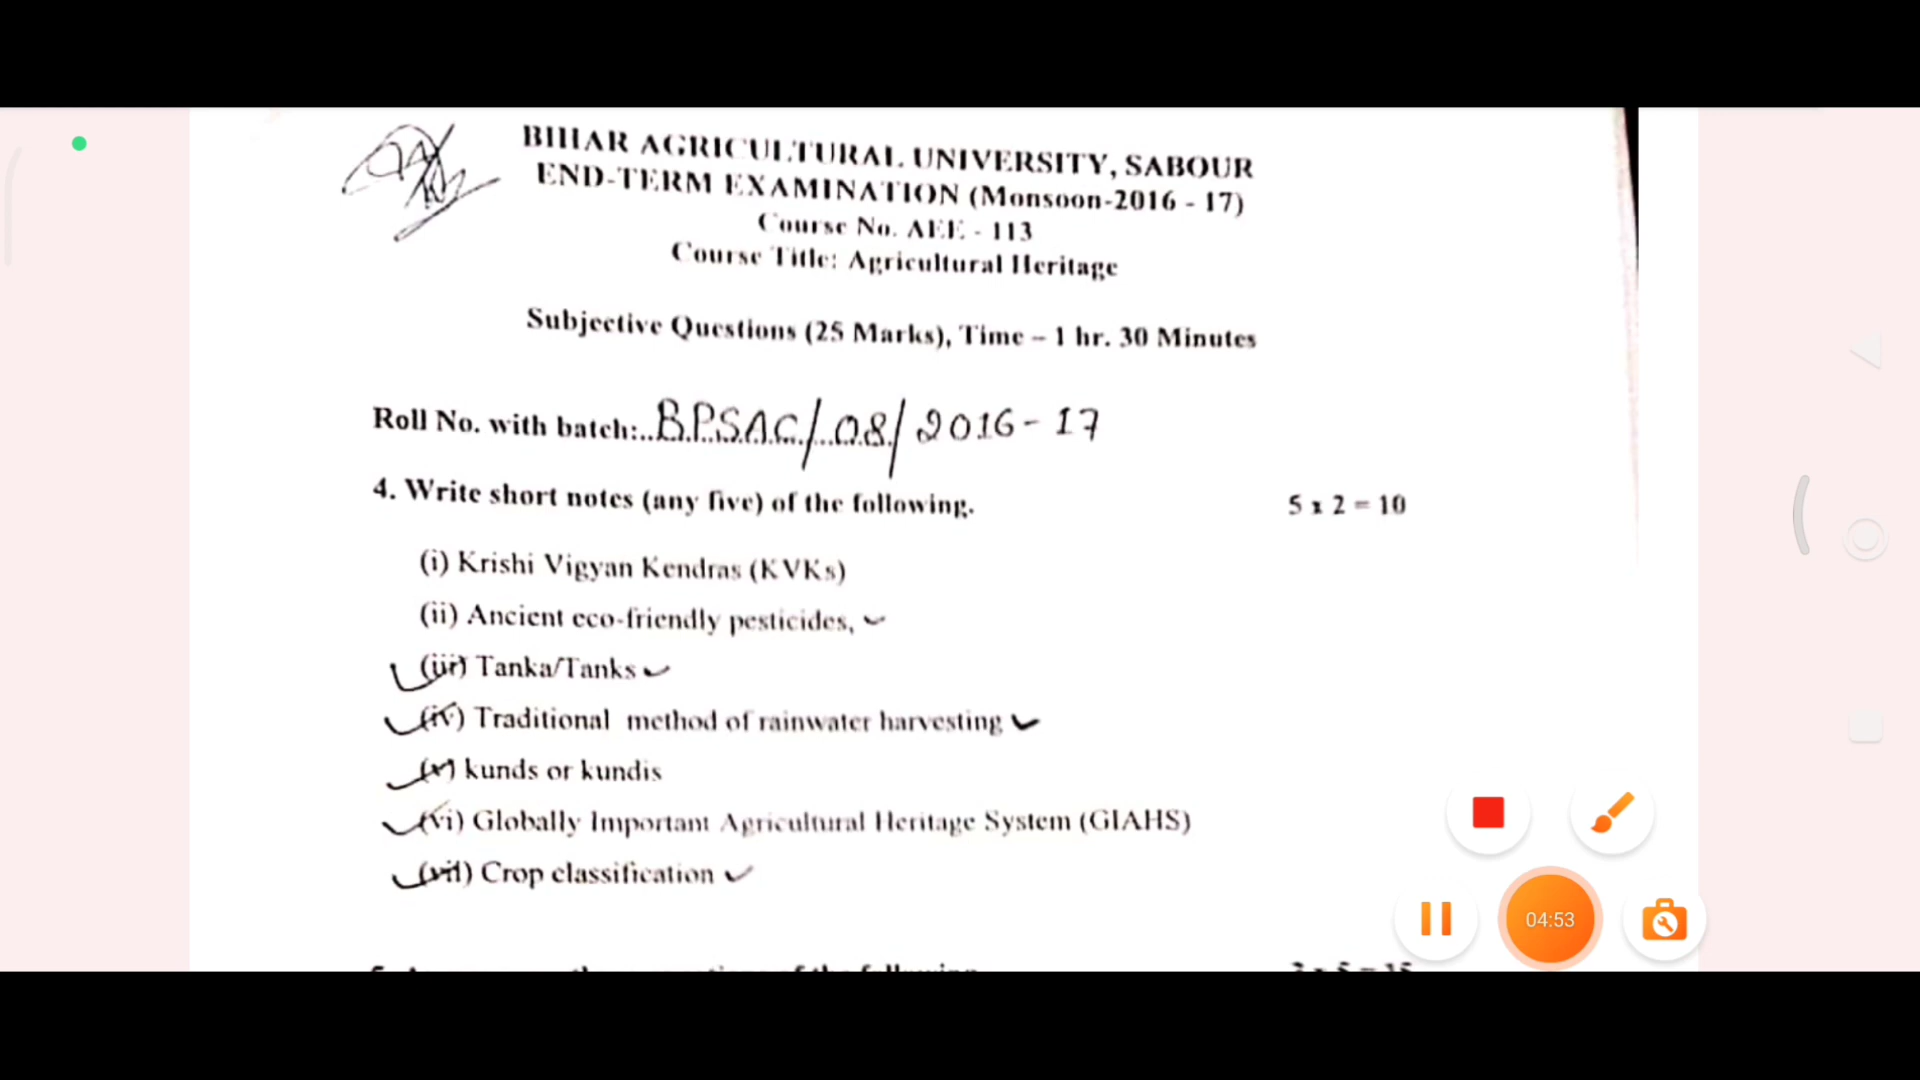 BIHAR AGRICULTURAL UNIVERSITY, SABOUR
END-TERM EXAMINATION (Monsoon-2016 - 17)
Course No. AEE - 113
Course Title: Agricultural Heritage
Subjective Questions (25 Marks), Time – 1 hr. 30 Minutes
Roll No. with batch:..B.P.S.A.C./..08/2016-17
4. Write short notes (any five) of the following. 5 x 2 = 10
(i) Krishi Vigyan Kendras (KVKs)
(ii) Ancient eco-friendly pesticides,
(iii) Tanka/Tanks
(iv) Traditional method of rainwater harvesting
(v) kunds or kundis
(vi) Globally Important Agricultural Heritage System (GIAHS)
(vii) Crop classification
04:53